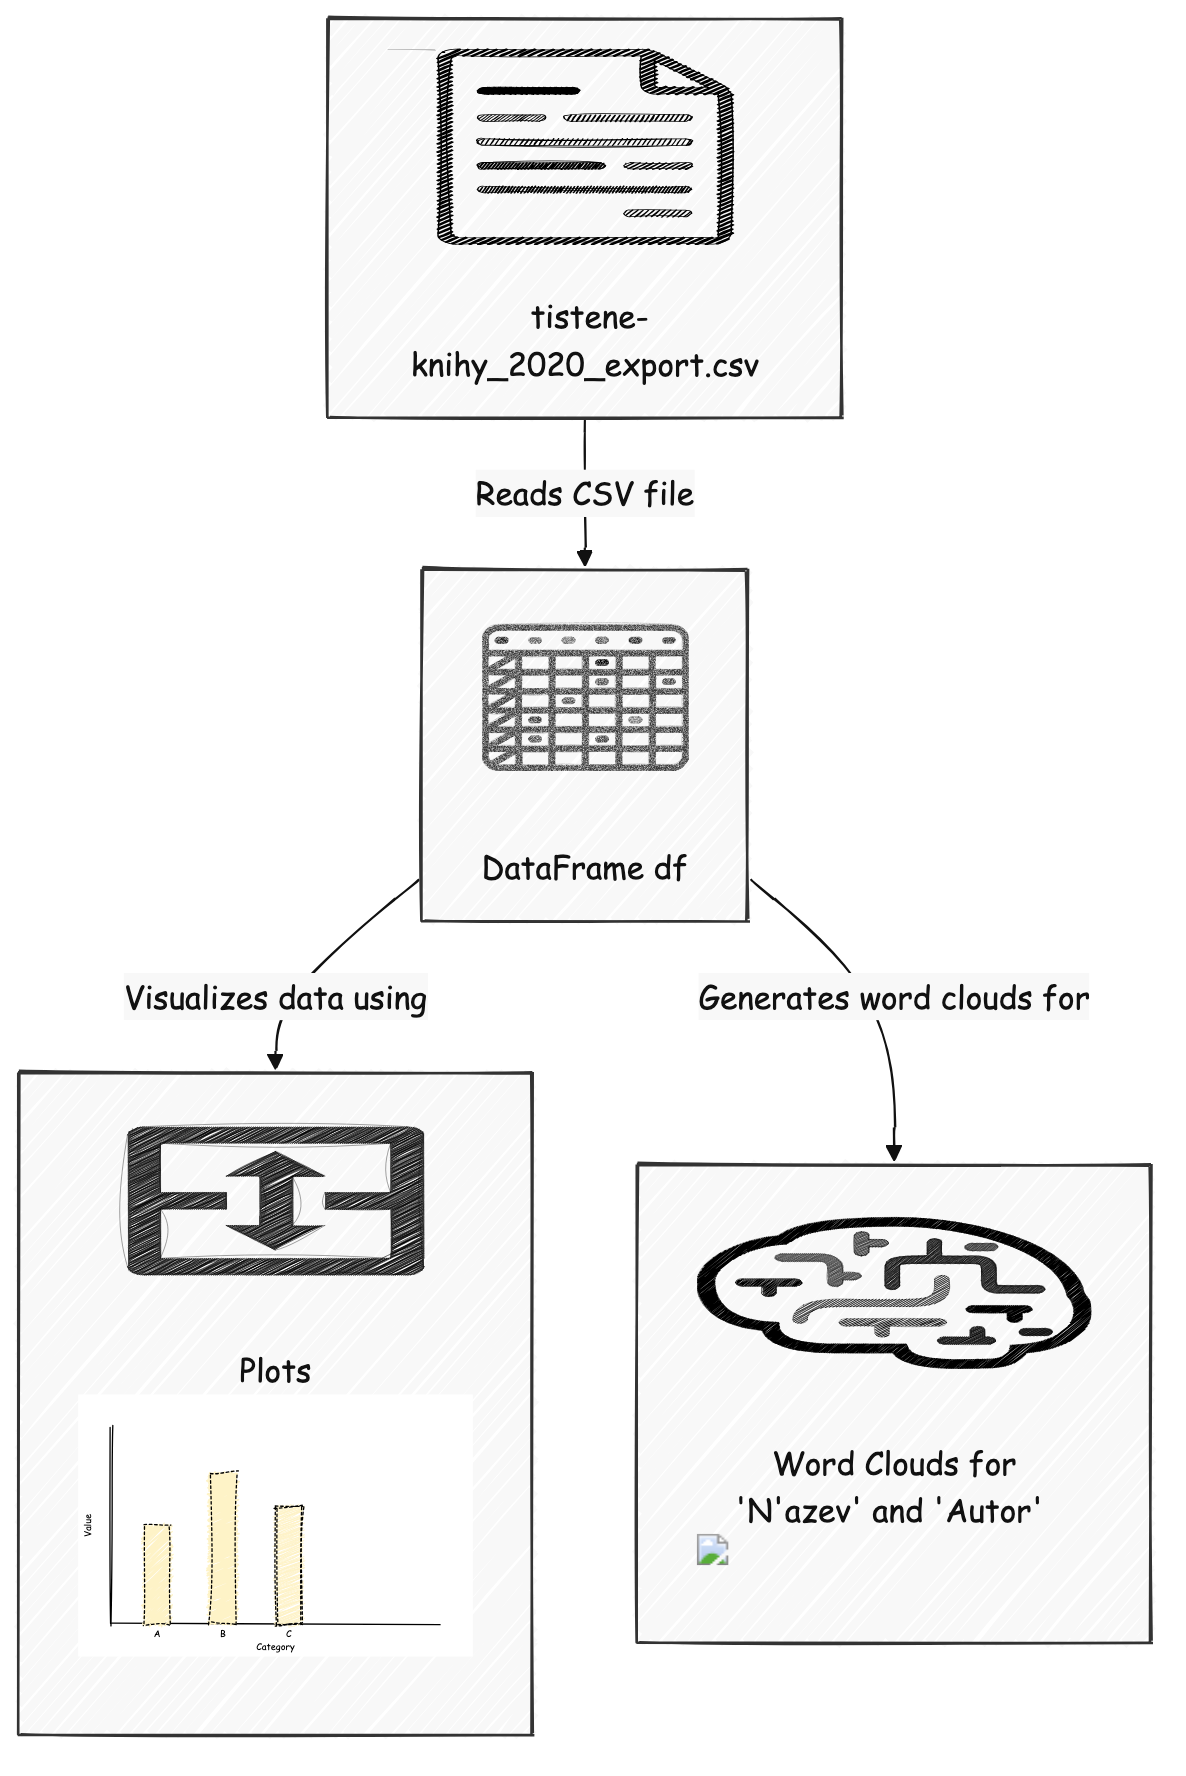 tistene-
knihy_2020_export.csv
Reads CSV file
DataFrame df
Visualizes data using
Generates word clouds for
Plots
Value
A
B
C
Category
Word Clouds for
'N'azev' and 'Autor'